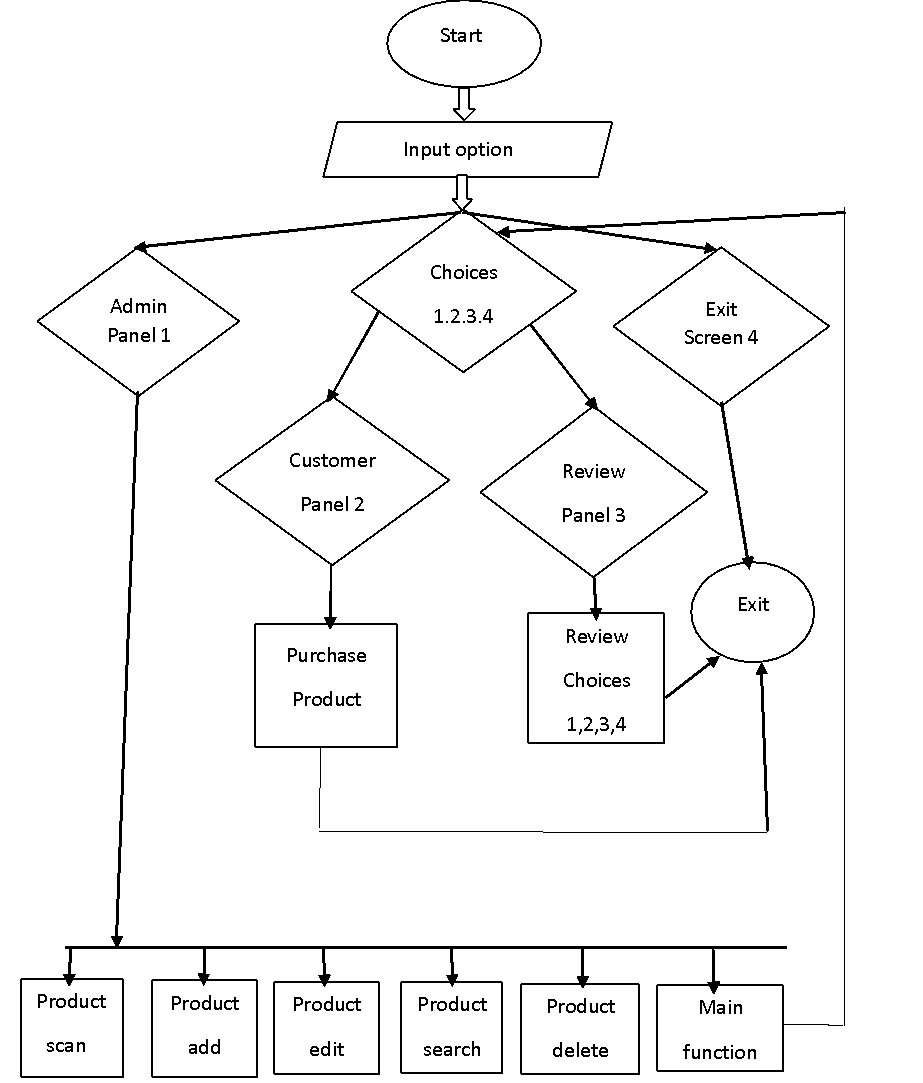 Start
Input option
Choices
1.2.3.4
Admin
Panel 1
Exit
Screen 4
Customer
Panel 2
Review
Panel 3
Exit
Purchase
Product
Review
Choices
1,2,3,4
Product
scan
Product
add
Product
edit
Product
search
Product
delete
Main
function